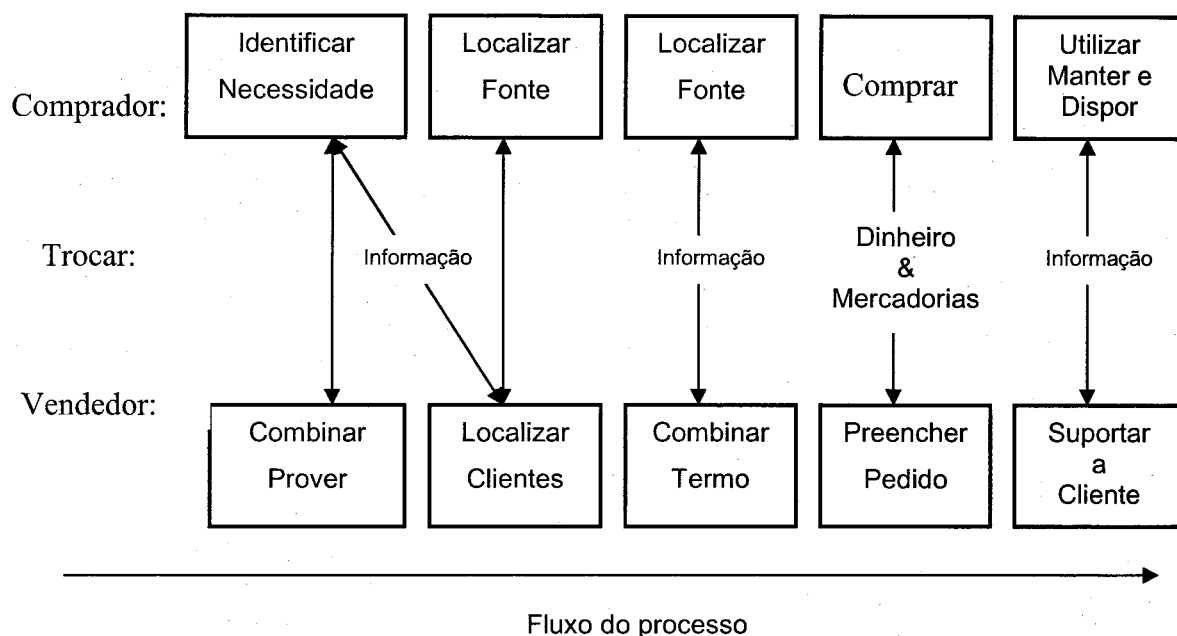 Comprador:
Identificar
Necessidade
Localizar
Fonte
Localizar
Fonte
Comprar
Utilizar
Manter e
Dispor
Trocar:
Informação
Informação
Dinheiro
&
Mercadorias
Informação
Vendedor:
Combinar
Prover
Localizar
Clientes
Combinar
Termo
Preencher
Pedido
Suportar
a
Cliente
Fluxo do processo